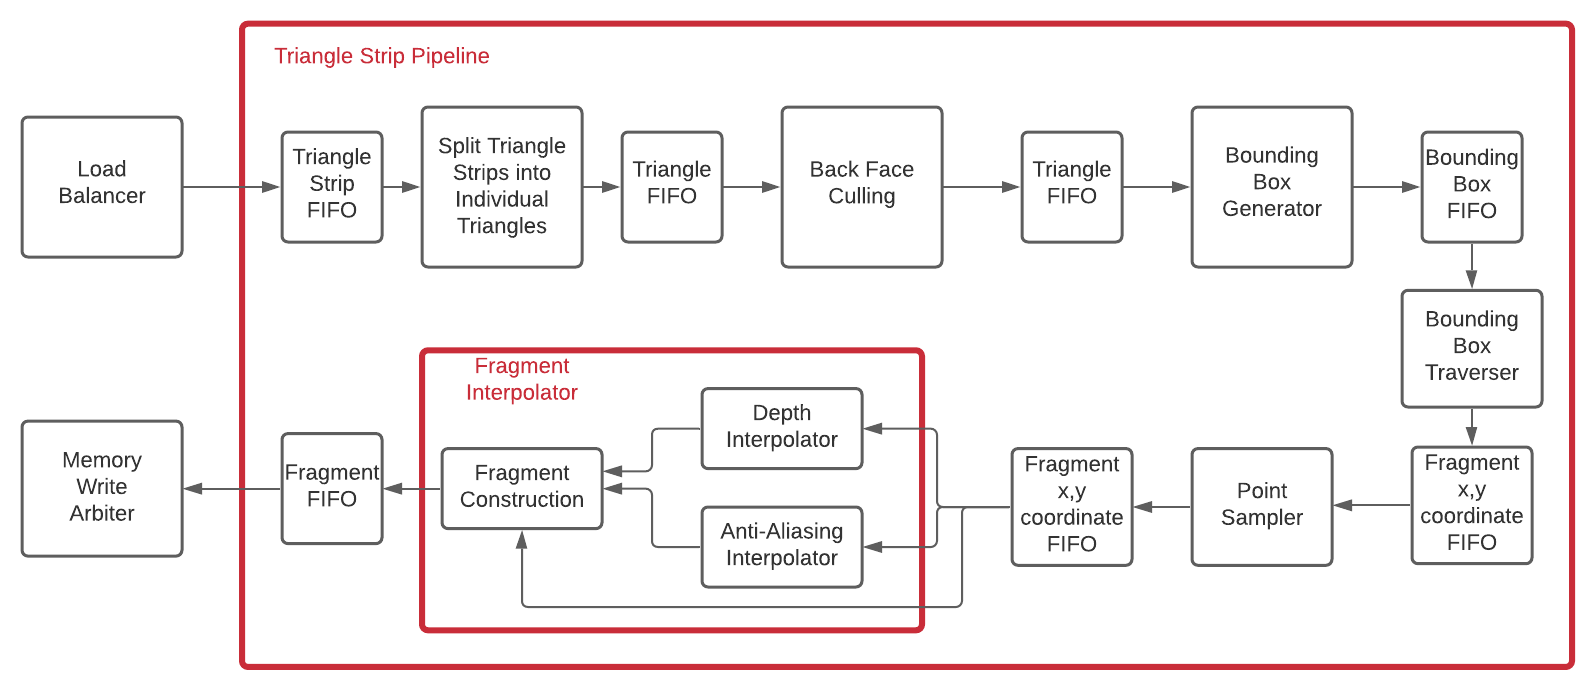 Triangle Strip Pipeline
Load
Balancer
Triangle
Strip
FIFO
Split Triangle
Strips into
Individual
Triangles
Triangle
FIFO
Back Face
Culling
Triangle
FIFO
Bounding
Box
Generator
Bounding
Box
FIFO
Bounding
Box
Traverser
Fragment
x,y
coordinate
FIFO
Point
Sampler
Fragment
x,y
coordinate
FIFO
Fragment
Interpolator
Depth
Interpolator
Anti-Aliasing
Interpolator
Fragment
Construction
Fragment
FIFO
Memory
Write
Arbiter